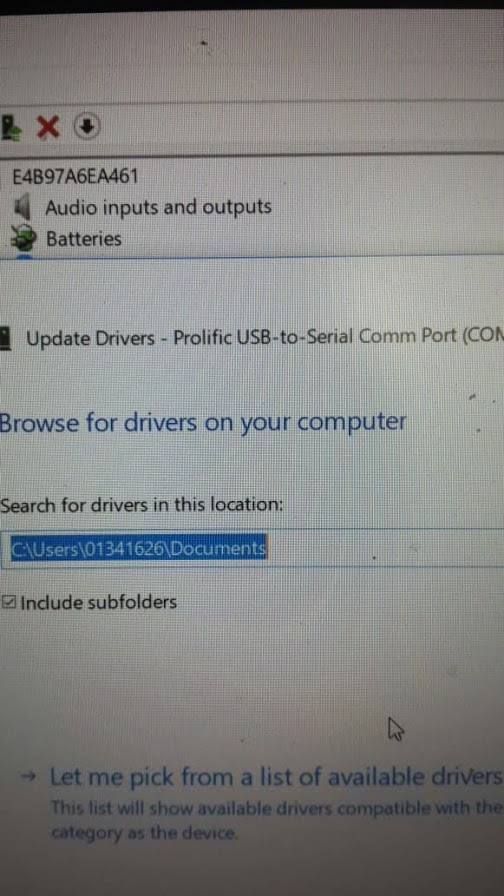 E4B97A6EA461
Audio inputs and outputs
Batteries
Update Drivers - Prolific USB-to-Serial Comm Port (COM
Browse for drivers on your computer
Search for drivers in this location:
C:\Users\01341626\Documents
Include subfolders
Let me pick from a list of available drivers
This list will show available drivers compatible with the
category as the device.